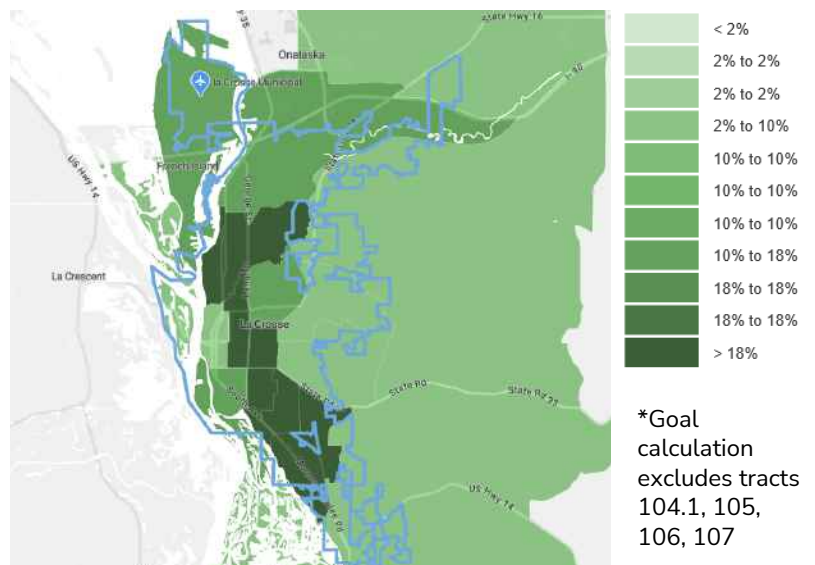 State Hwy 16
Onalaska
I-90
La Crosse Municipal
French Island
US Hwy 14
La Crescent
La Crosse
State Rd
State Rd 33
US Hwy 14
< 2%
2% to 2%
2% to 2%
2% to 10%
10% to 10%
10% to 10%
10% to 10%
10% to 18%
18% to 18%
18% to 18%
> 18%
*Goal
calculation
excludes tracts
104.1, 105,
106, 107